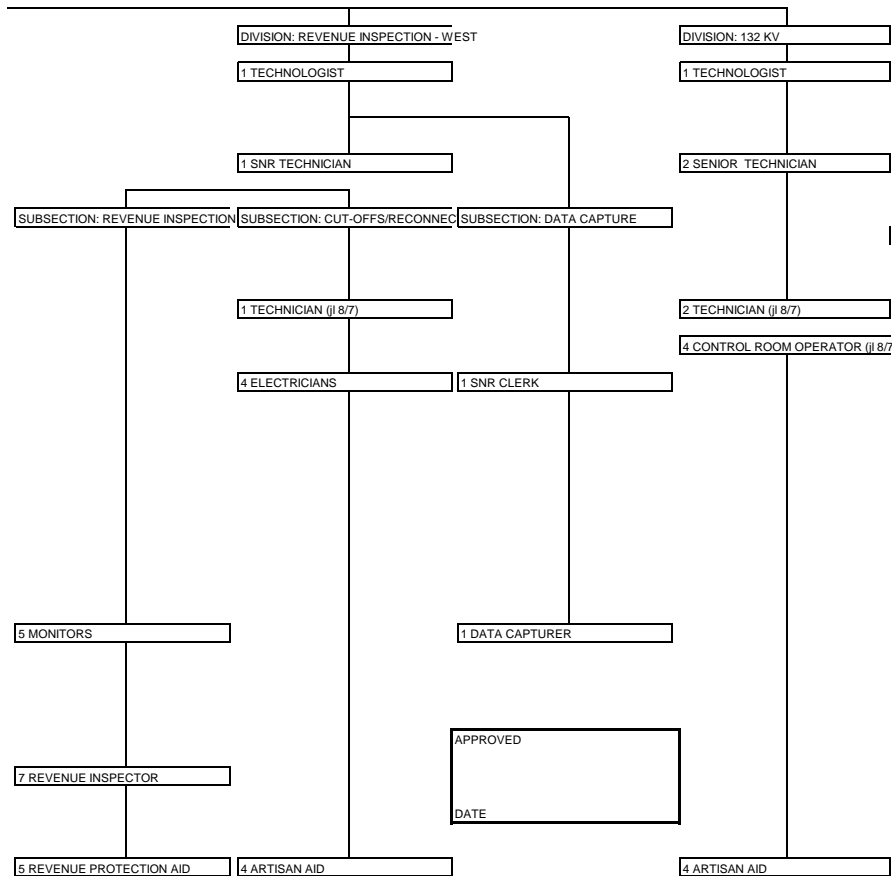 DIVISION: REVENUE INSPECTION - WEST
DIVISION: 132 KV
1 TECHNOLOGIST
1 TECHNOLOGIST
1 SNR TECHNICIAN
2 SENIOR TECHNICIAN
SUBSECTION: REVENUE INSPECTION
SUBSECTION: CUT-OFFS/RECONNEC
SUBSECTION: DATA CAPTURE
1 TECHNICIAN (jl 8/7)
2 TECHNICIAN (jl 8/7)
4 CONTROL ROOM OPERATOR (jl 8/7
4 ELECTRICIANS
1 SNR CLERK
5 MONITORS
1 DATA CAPTURER
APPROVED
7 REVENUE INSPECTOR
DATE
5 REVENUE PROTECTION AID
4 ARTISAN AID
4 ARTISAN AID